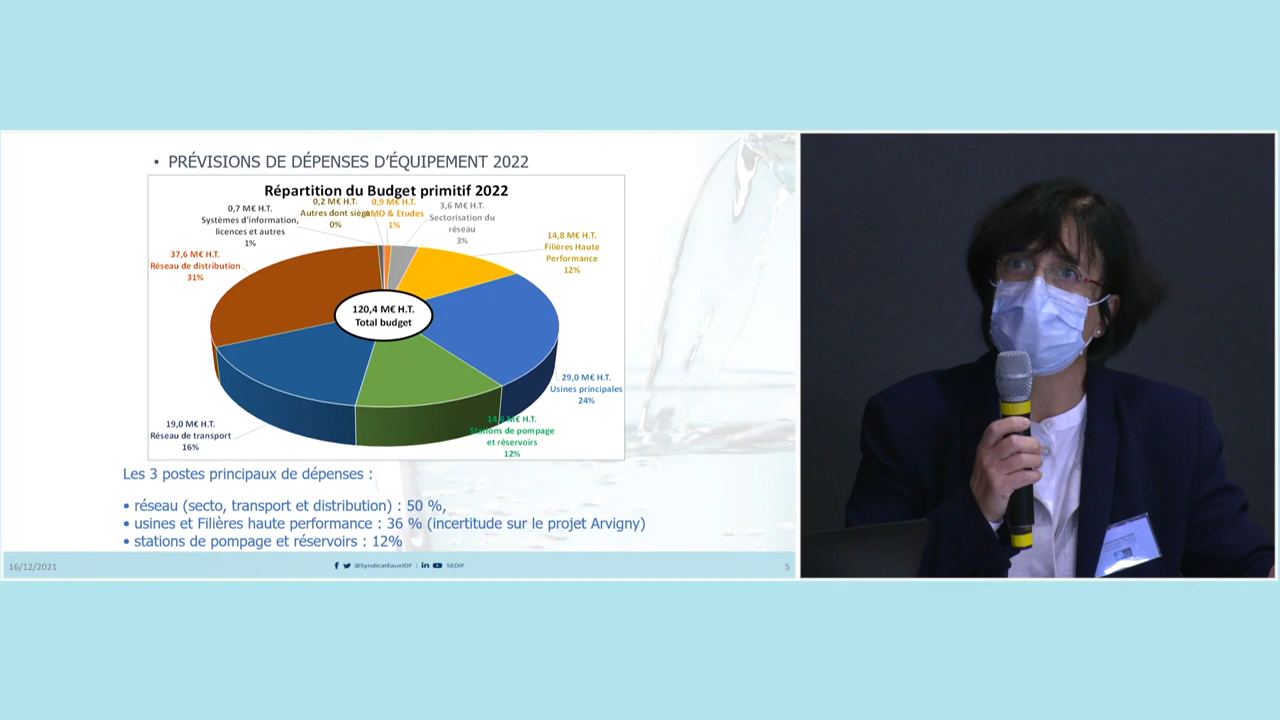 • PRÉVISIONS DE DÉPENSES D'ÉQUIPEMENT 2022
Répartition du Budget primitif 2022
0,7 M€ H.T.
Systèmes d'information,
licences et autres
1%
0,2 M€ H.T.
Autres dont siège
0%
0,9 M€ H.T.
AMO & Etudes
1%
3,6 M€ H.T.
Sectorisation du
réseau
3%
14,8 M€ H.T.
Filières Haute
Performance
12%
37,6 M€ H.T.
Réseau de distribution
31%
120,4 M€ H.T.
Total budget
29,0 M€ H.T.
Usines principales
24%
19,0 M€ H.T.
Réseau de transport
16%
M€ H.T.
Stations de pompage
et réservoirs
12%
Les 3 postes principaux de dépenses :
• réseau (secto, transport et distribution) : 50 %,
• usines et Filières haute performance : 36 % (incertitude sur le projet Arvigny)
• stations de pompage et réservoirs : 12%
16/12/2021
@SyndicatEauxIDF | SEDIF
5